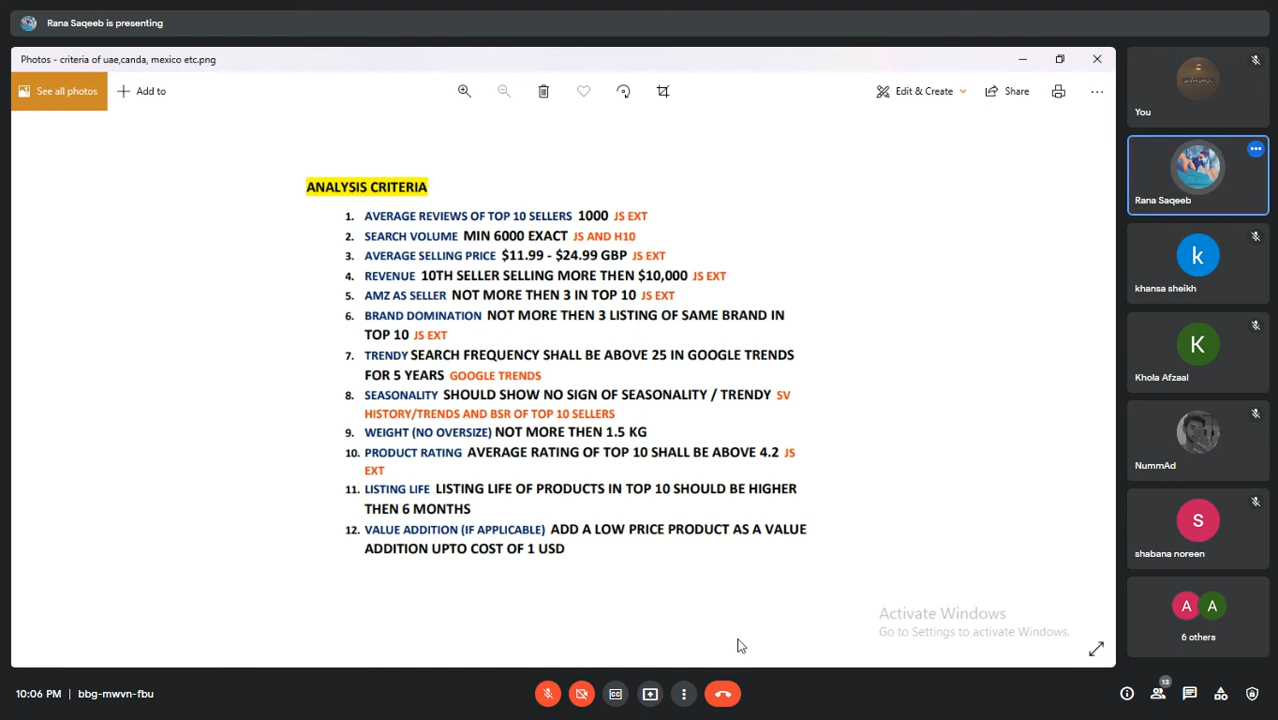 Rana Saqeeb is presenting
Photos - criteria of uae,canda, mexico etc.png
See all photos
Add to
Edit & Create
Share
ANALYSIS CRITERIA
1. AVERAGE REVIEWS OF TOP 10 SELLERS 1000 JS EXT
2. SEARCH VOLUME MIN 6000 EXACT JS AND H10
3. AVERAGE SELLING PRICE $11.99 - $24.99 GBP JS EXT
4. REVENUE 10TH SELLER SELLING MORE THEN $10,000 JS EXT
5. AMZ AS SELLER NOT MORE THEN 3 IN TOP 10 JS EXT
6. BRAND DOMINATION NOT MORE THEN 3 LISTING OF SAME BRAND IN
TOP 10 JS EXT
7. TRENDY SEARCH FREQUENCY SHALL BE ABOVE 25 IN GOOGLE TRENDS
FOR 5 YEARS GOOGLE TRENDS
8. SEASONALITY SHOULD SHOW NO SIGN OF SEASONALITY / TRENDY SV
HISTORY/TRENDS AND BSR OF TOP 10 SELLERS
9. WEIGHT (NO OVERSIZE) NOT MORE THEN 1.5 KG
10. PRODUCT RATING AVERAGE RATING OF TOP 10 SHALL BE ABOVE 4.2 JS
EXT
11. LISTING LIFE LISTING LIFE OF PRODUCTS IN TOP 10 SHOULD BE HIGHER
THEN 6 MONTHS
12. VALUE ADDITION (IF APPLICABLE) ADD A LOW PRICE PRODUCT AS A VALUE
ADDITION UPTO COST OF 1 USD
Activate Windows
Go to Settings to activate Windows.
You
Rana Saqeeb
k
khansa sheikh
K
Khola Afzaal
NummAd
s
shabana noreen
A A
6 others
10:06 PM | bbg-mwvn-fbu
CC
13